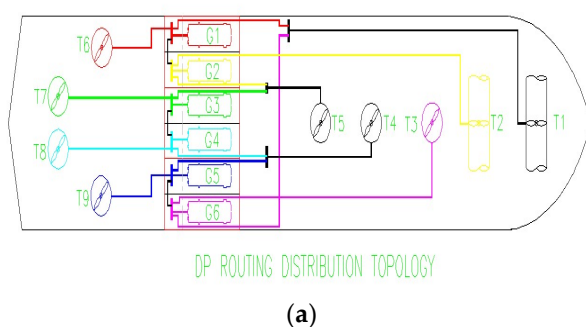 T6 G1
G2
T7 G3 T5 T4 T3 T2 T1
T8 G4
T9 G5
G6
DP ROUTING DISTRIBUTION TOPOLOGY
(a)